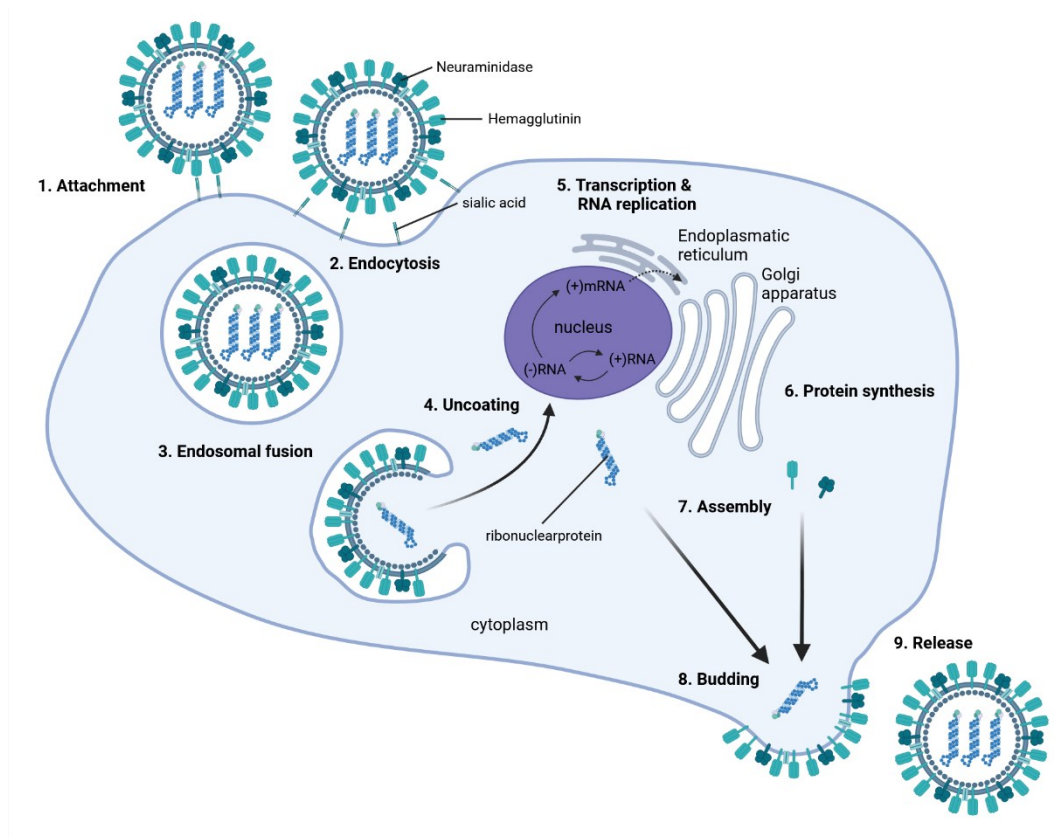 Neuraminidase
Hemagglutinin
1. Attachment
sialic acid
2. Endocytosis
5. Transcription &
RNA replication
Endoplasmatic
reticulum
Golgi
apparatus
(+)mRNA
nucleus
(-)RNA
(+)RNA
6. Protein synthesis
4. Uncoating
3. Endosomal fusion
7. Assembly
ribonuclearprotein
cytoplasm
9. Release
8. Budding